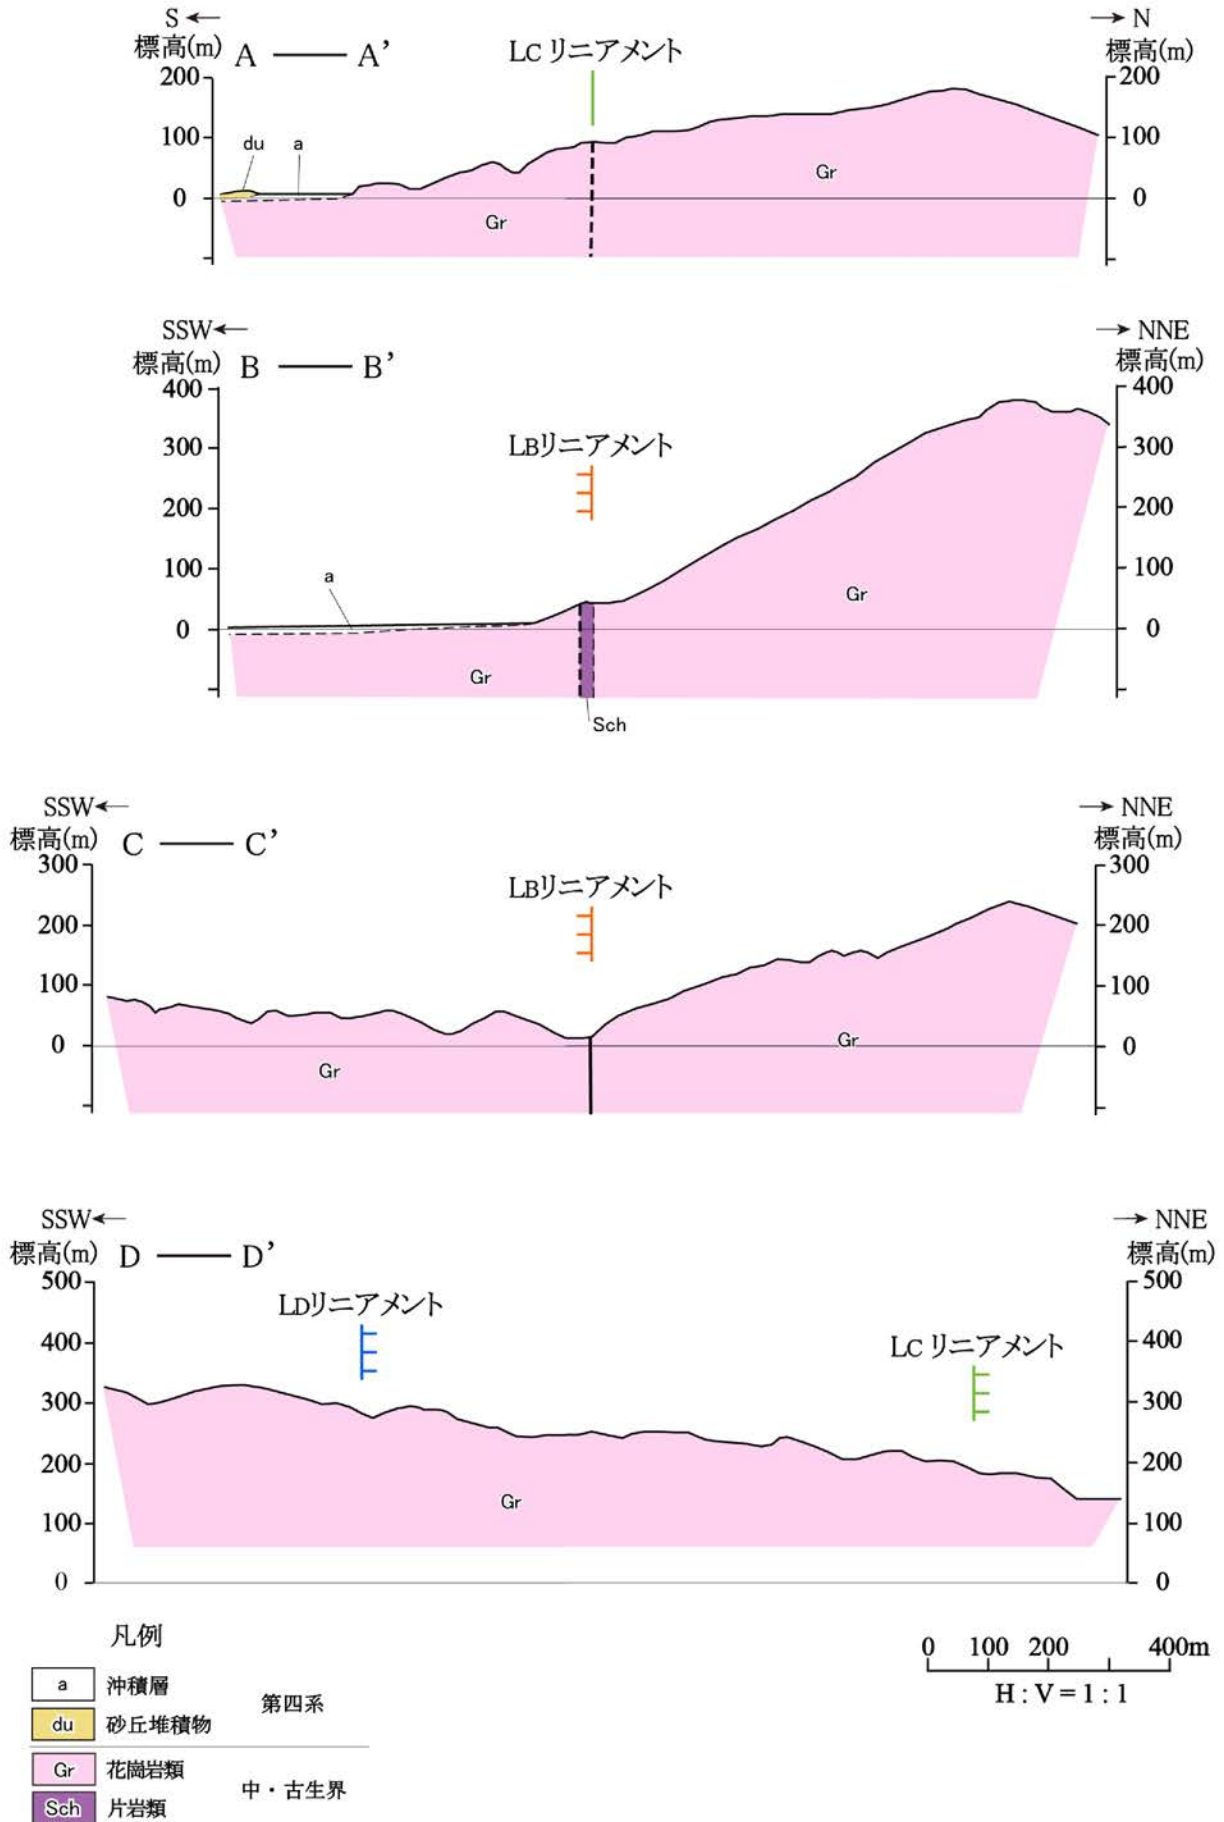 S ← → N
標高(m) A —— A’ LC リニアメント 標高(m)
200 200
du a
100 100
Gr
0 0
Gr
SSW← → NNE
標高(m) B —— B’ 標高(m)
400 400
LBリニアメント
300 300
200 200
100 100
a
Gr
0 0
Gr
Sch
SSW← → NNE
標高(m) C —— C’ 標高(m)
300 300
LBリニアメント
200 200
100 100
0 0
Gr Gr
SSW← → NNE
標高(m) D —— D’ 標高(m)
500 500
LDリニアメント
400 400
LC リニアメント
300 300
200 200
Gr
100 100
0 0
凡例
0 100 200 400m
H : V = 1 : 1
a 沖積層
第四系
du 砂丘堆積物
Gr 花崗岩類
中・古生界
Sch 片岩類